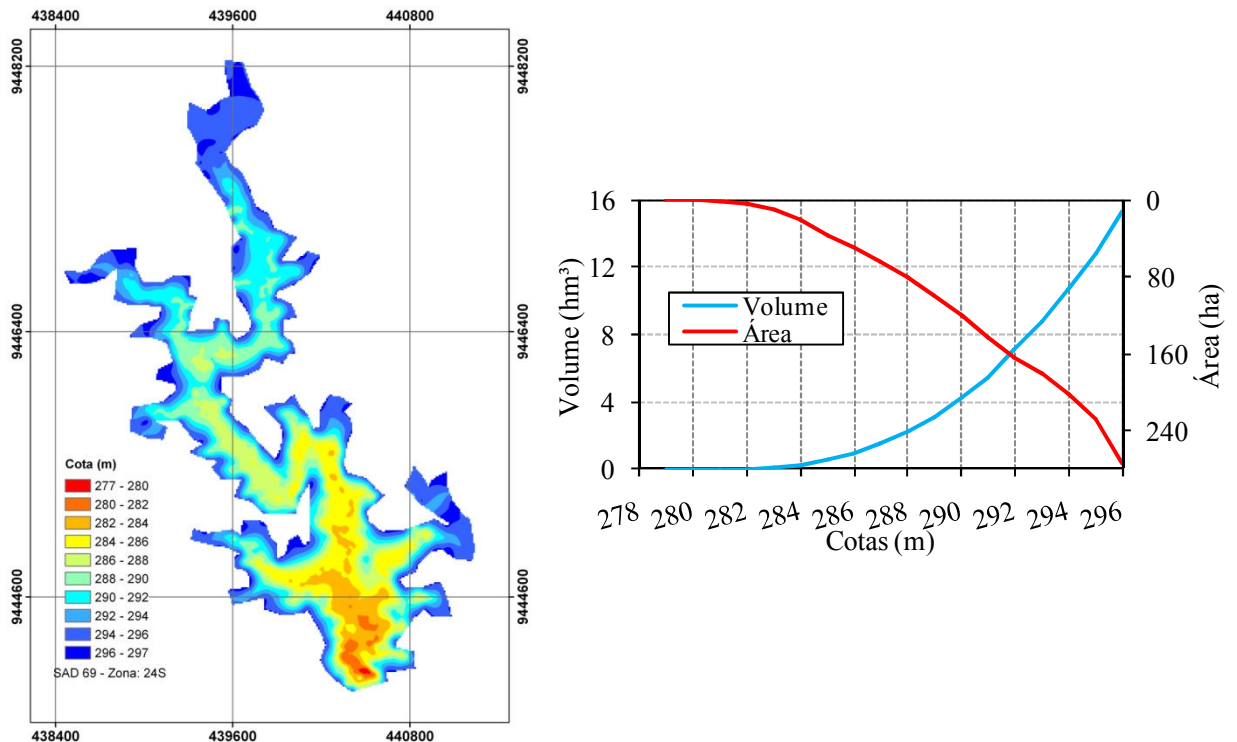 438400 439600 440800
9448200 9448200
9446400 9446400
9444600 9444600
Cota (m)
277 - 280
280 - 282
282 - 284
284 - 286
286 - 288
288 - 290
290 - 292
292 - 294
294 - 296
296 - 297
SAD 69 - Zona: 24S
438400 439600 440800
16 0
12 80
8 160
4 240
0
Volume (hm³)
Área (ha)
Volume
Área
278 280 282 284 286 288 290 292 294 296
Cotas (m)